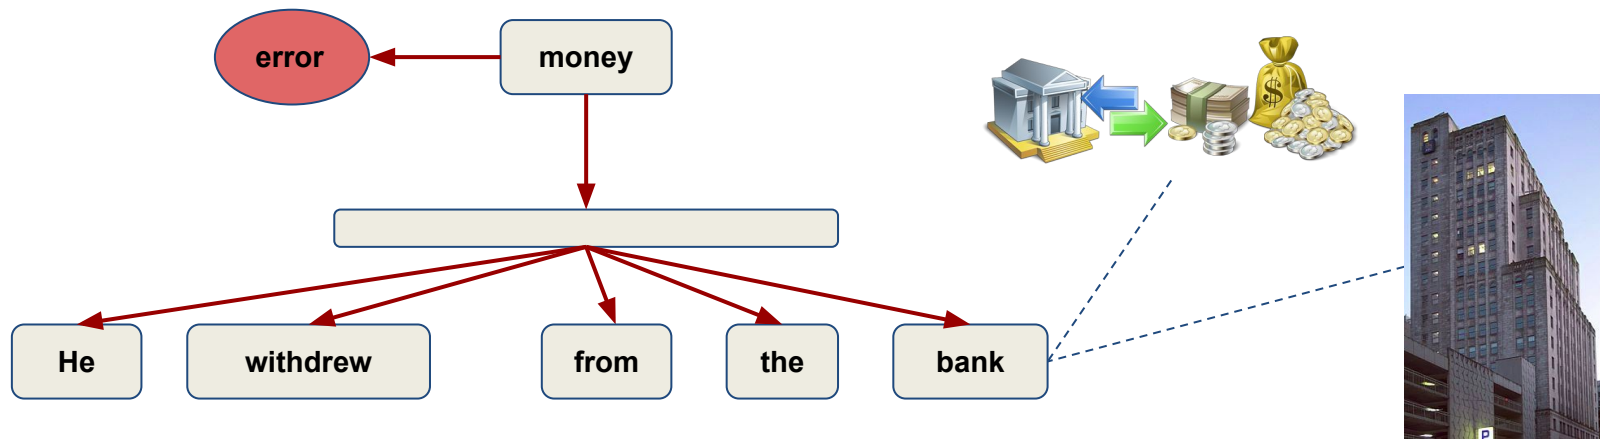 error
money
$
He
withdrew
from
the
bank
P